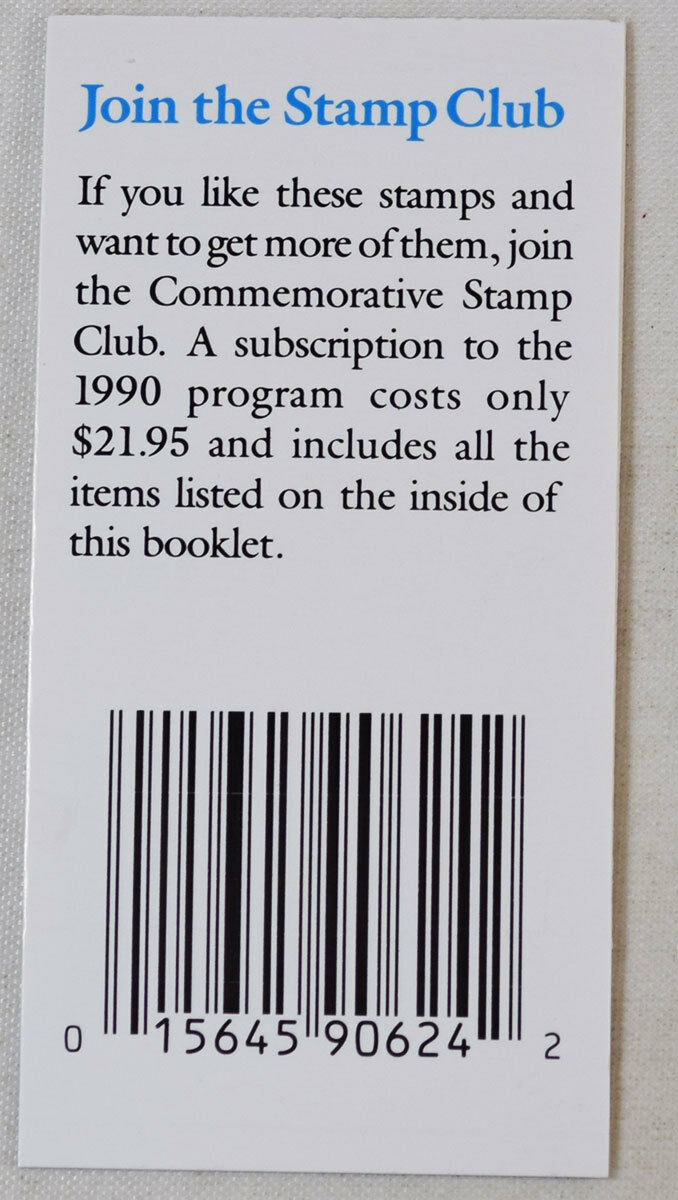 Join the Stamp Club
If you like these stamps and
want to get more of them, join
the Commemorative Stamp
Club. A subscription to the
1990 program costs only
$21.95 and includes all the
items listed on the inside of
this booklet.
0 15645 90624 2